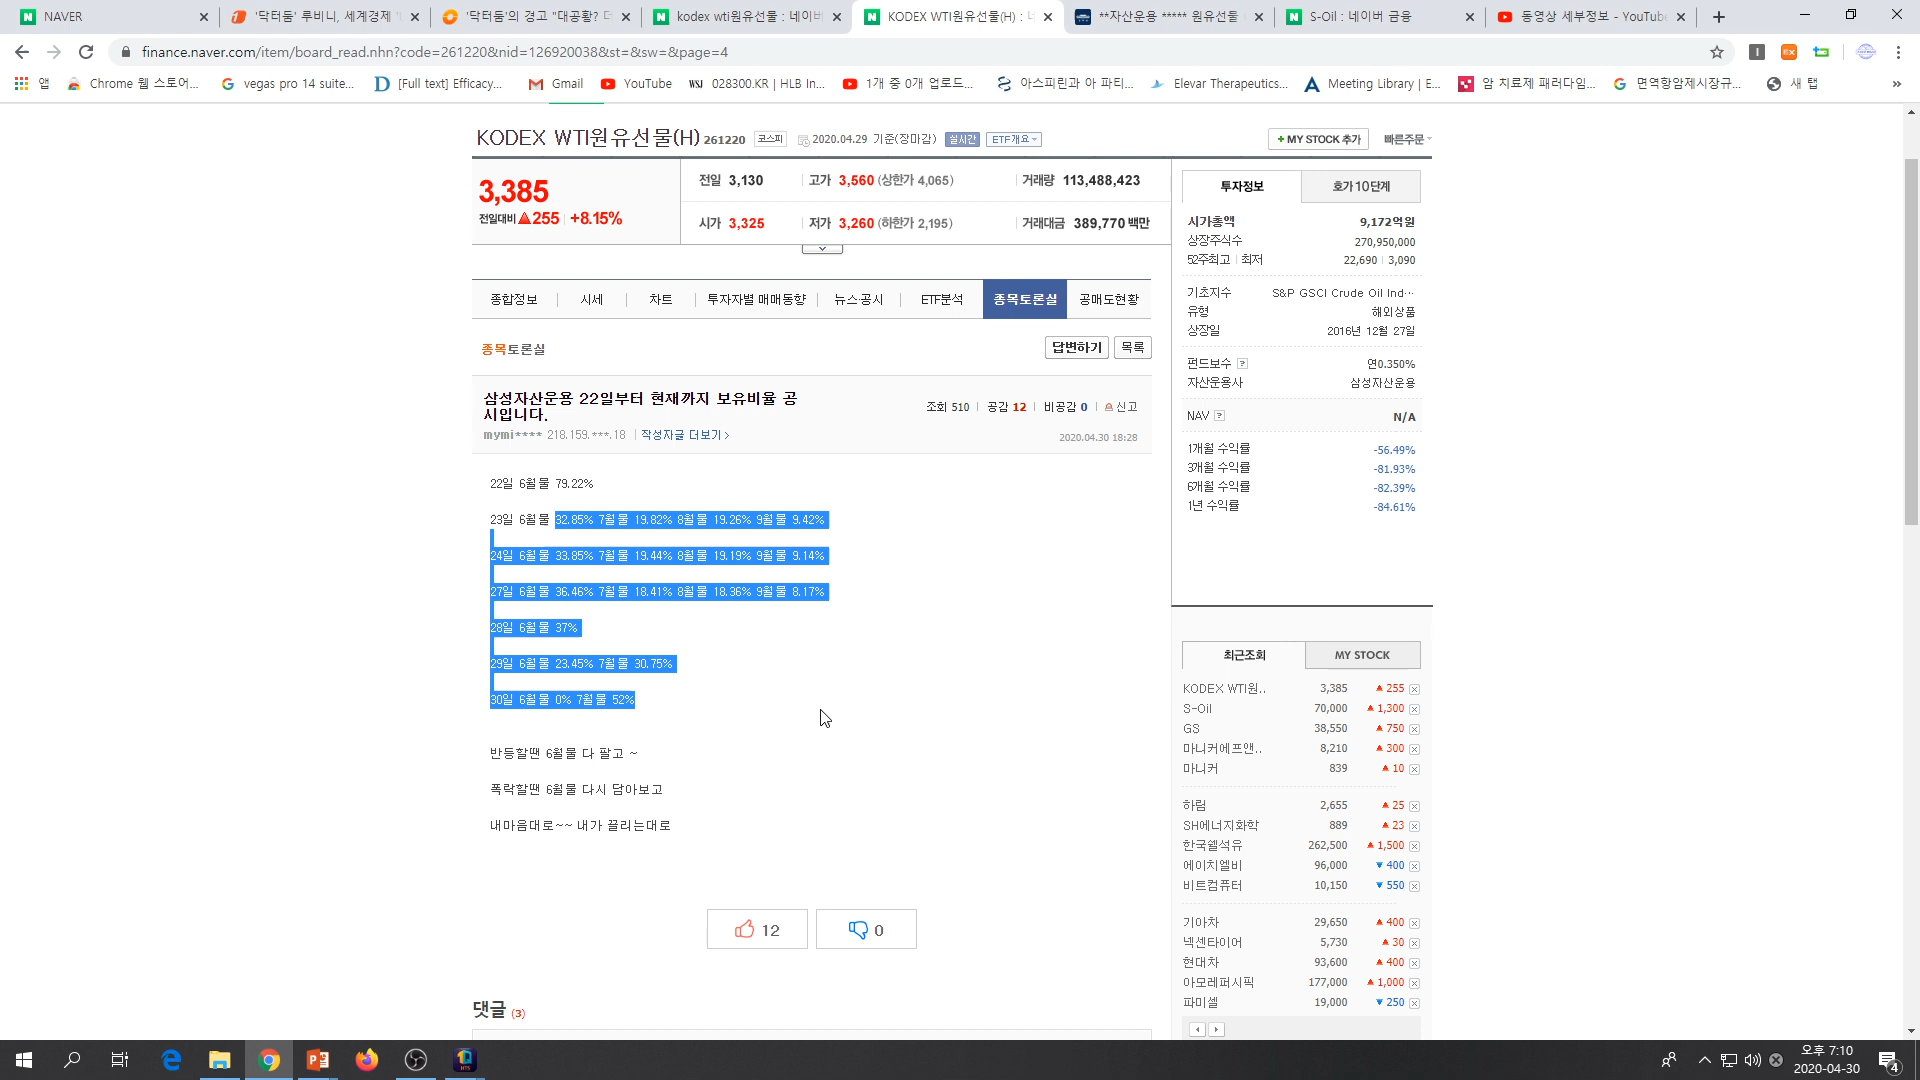 NAVER
'닥터둠' 루비니, 세계경제 '
'닥터둠'의 경고 "대공황? 더
kodex wti원유선물 : 네이버
KODEX WTI원유선물(H) : 네
**자산운용 ***** 원유선물
S-Oil : 네이버 금융
동영상 세부정보 - YouTube
finance.naver.com/item/board_read.nhn?code=261220&nid=126920038&st=&sw=&page=4
앱
Chrome 웹 스토어...
vegas pro 14 suite...
[Full text] Efficacy...
Gmail
YouTube
WSJ 028300.KR | HLB In...
1개 중 0개 업로드...
아스피린과 아 파티...
Elevar Therapeutics...
Meeting Library | E...
암 치료제 패러다임...
면역항암제시장규...
새 탭
»
KODEX WTI원유선물(H) 261220 코스피 2020.04.29 기준(장마감) 실시간 ETF개요
+ MY STOCK 추가 빠른주문
3,385
전일대비 ▲255 +8.15%
전일 3,130 고가 3,560 (상한가 4,065) 거래량 113,488,423
시가 3,325 저가 3,260 (하한가 2,195) 거래대금 389,770 백만
종합정보 시세 차트 투자자별 매매동향 뉴스·공시 ETF분석 종목토론실 공매도현황
종목토론실
답변하기 목록
삼성자산운용 22일부터 현재까지 보유비율 공
시입니다.
조회 510 공감 12 비공감 0 신고
mymi**** 218.159.***.18 작성자글 더보기 >
2020.04.30 18:28
22일 6월물 79.22%
23일 6월물 32.85% 7월물 19.82% 8월물 19.26% 9월물 9.42%
24일 6월물 33.85% 7월물 19.44% 8월물 19.19% 9월물 9.14%
27일 6월물 36.46% 7월물 18.41% 8월물 18.36% 9월물 8.17%
28일 6월물 37%
29일 6월물 23.45% 7월물 30.75%
30일 6월물 0% 7월물 52%
반등할땐 6월물 다 팔고 ~
폭락할땐 6월물 다시 담아보고
내마음대로~~ 내가 끌리는대로
12
0
댓글 (3)
투자정보 호가10단계
시가총액 9,172억원
상장주식수 270,950,000
52주최고 최저 22,690 3,090
기초지수 S&P GSCI Crude Oil Ind···
유형 해외상품
상장일 2016년 12월 27일
펀드보수 ? 연0.350%
자산운용사 삼성자산운용
NAV ? N/A
1개월 수익률 -56.49%
3개월 수익률 -81.93%
6개월 수익률 -82.39%
1년 수익률 -84.61%
최근조회 MY STOCK
KODEX WTI원.. 3,385 ▲ 255
S-Oil 70,000 ▲ 1,300
GS 38,550 ▲ 750
마니커에프앤.. 8,210 ▲ 300
마니커 839 ▲ 10
하림 2,655 ▲ 25
SH에너지화학 889 ▲ 23
한국쉘석유 262,500 ▲ 1,500
에이치엘비 96,000 ▼ 400
비트컴퓨터 10,150 ▼ 550
기아차 29,650 ▲ 400
넥센타이어 5,730 ▲ 30
현대차 93,600 ▲ 400
아모레퍼시픽 177,000 ▲ 1,000
파미셀 19,000 ▼ 250
오후 7:10
2020-04-30
4